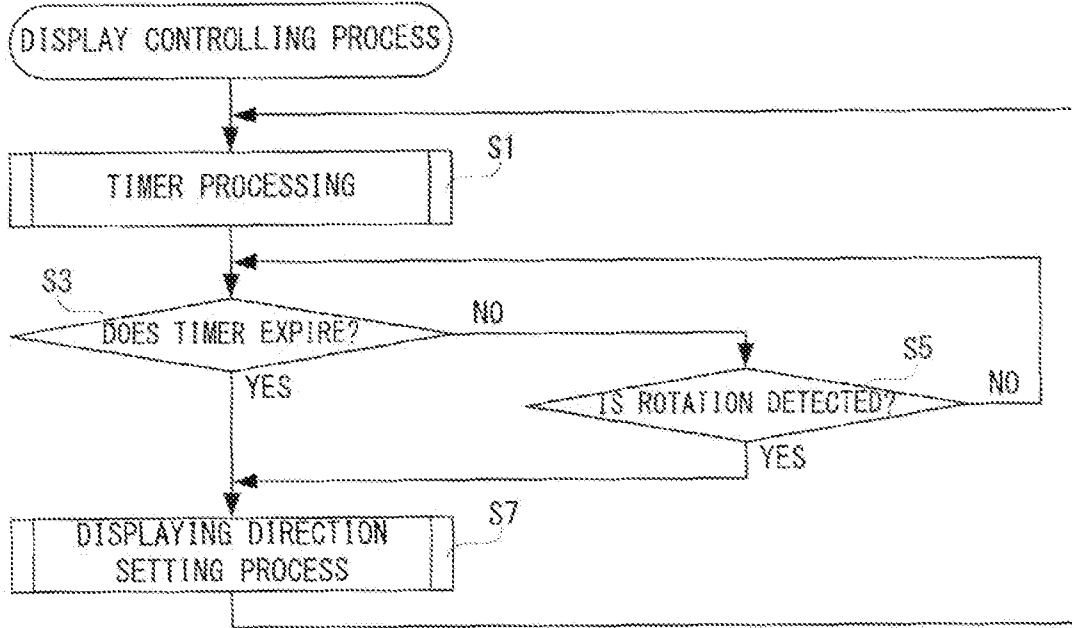 DISPLAY CONTROLLING PROCESS
S1
TIMER PROCESSING
S3
DOES TIMER EXPIRE?
NO
YES
S5
IS ROTATION DETECTED?
NO
YES
S7
DISPLAYING DIRECTION
SETTING PROCESS